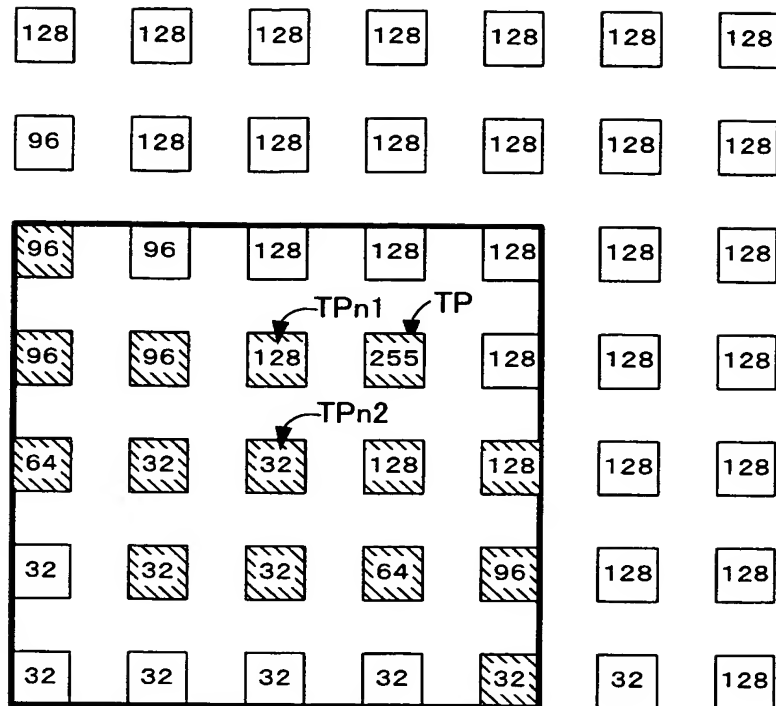 128 128 128 128 128 128 128
96 128 128 128 128 128 128
96 96 128 128 128 128 128
TPn1 TP
96 96 128 255 128 128 128
TPn2
64 32 32 128 128 128 128
32 32 32 64 96 128 128
32 32 32 32 32 32 128